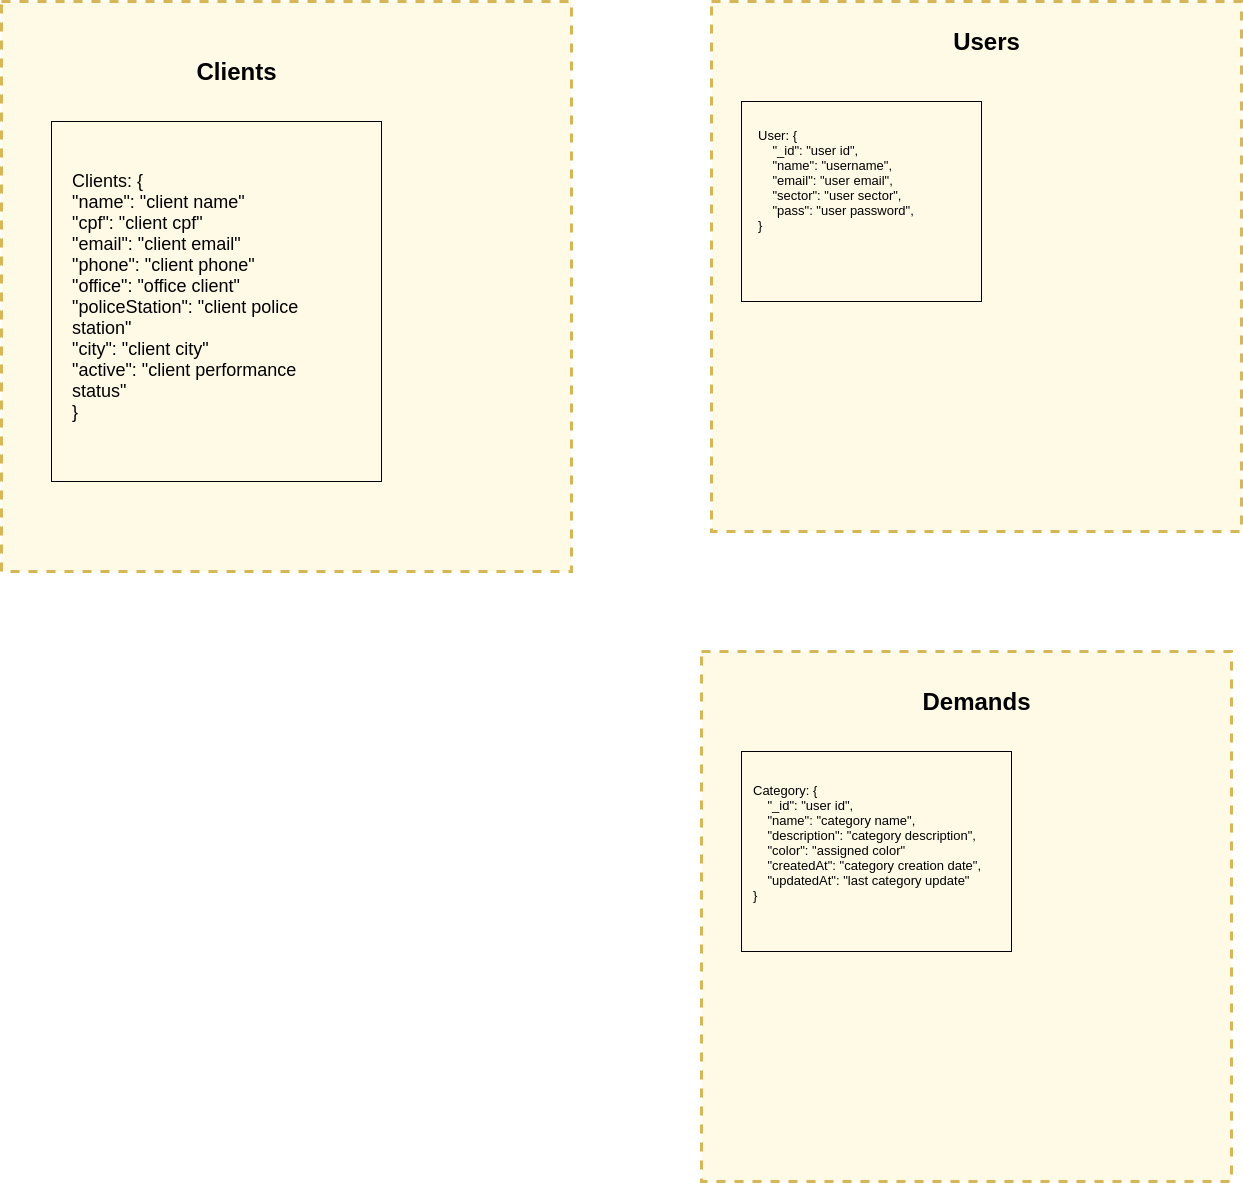 Clients
Clients: {
"name": "client name"
"cpf": "client cpf"
"email": "client email"
"phone": "client phone"
"office": "office client"
"policeStation": "client police
station"
"city": "client city"
"active": "client performance
status"
}
Users
User: {
    "_id": "user id",
    "name": "username",
    "email": "user email",
    "sector": "user sector",
    "pass": "user password",
}
Demands
Category: {
    "_id": "user id",
    "name": "category name",
    "description": "category description",
    "color": "assigned color"
    "createdAt": "category creation date",
    "updatedAt": "last category update"
}